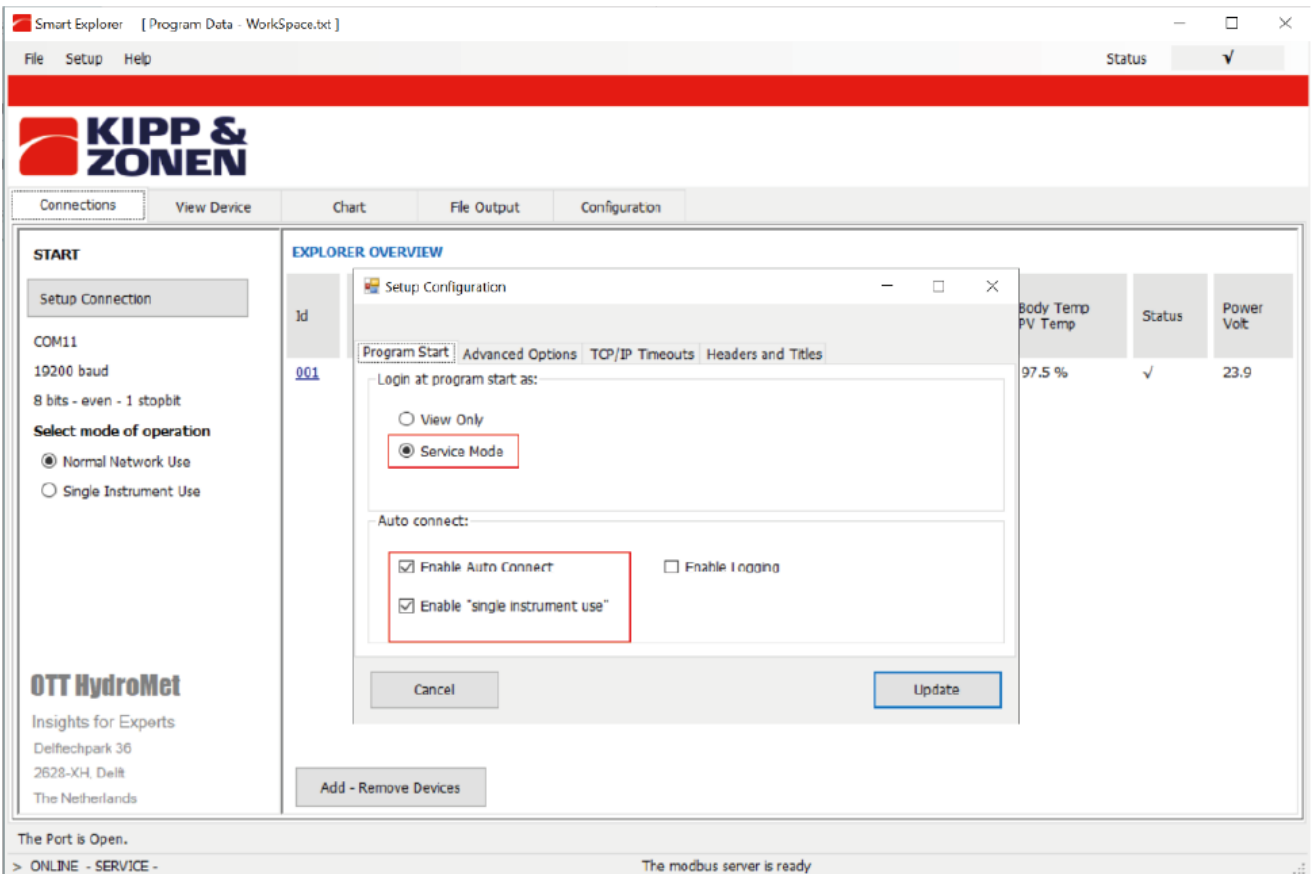 Smart Explorer [ Program Data - WorkSpace.txt ]
File Setup Help Status √
KIPP &
ZONEN
Connections View Device Chart File Output Configuration
START
Setup Connection
COM11
19200 baud
8 bits - even - 1 stopbit
Select mode of operation
Normal Network Use
Single Instrument Use
OTT HydroMet
Insights for Experts
Delftechpark 36
2628-XH, Delft
The Netherlands
EXPLORER OVERVIEW
Id
Body Temp
PV Temp
Status
Power
Volt
001
97.5 %
√
23.9
Setup Configuration
Program Start Advanced Options TCP/IP Timeouts Headers and Titles
Login at program start as:
View Only
Service Mode
Auto connect:
Enable Auto Connect Enable Logging
Enable "single instrument use"
Cancel Update
Add - Remove Devices
The Port is Open.
> ONLINE - SERVICE - The modbus server is ready